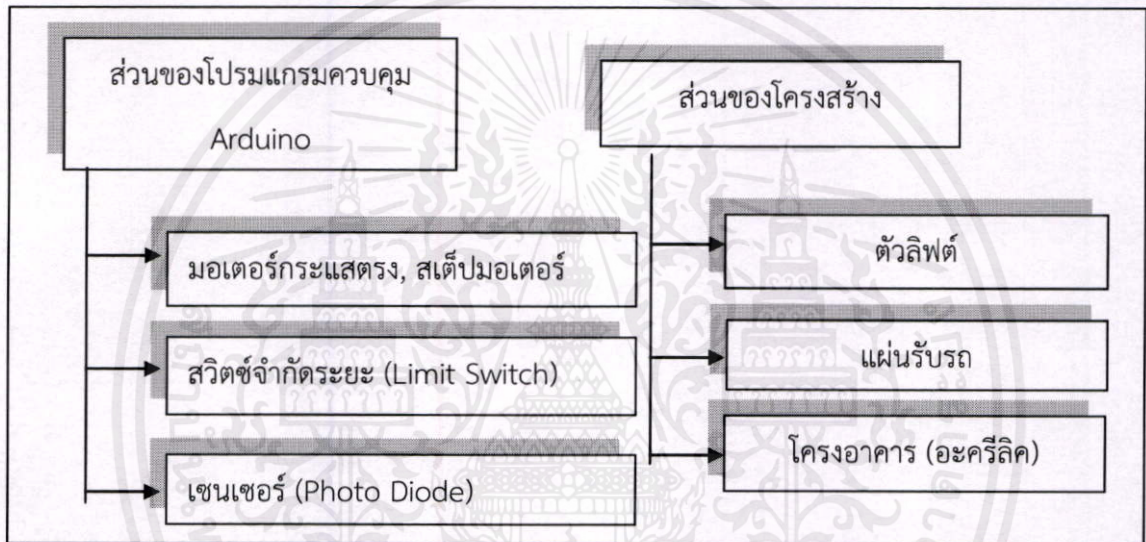 ส่วนของโปรมแกรมควบคุม
Arduino
มอเตอร์กระแสตรง, สเต็ปมอเตอร์
สวิตซ์จำกัดระยะ (Limit Switch)
เซนเซอร์ (Photo Diode)
ส่วนของโครงสร้าง
ตัวลิฟต์
แผ่นรับรถ
โครงอาคาร (อะครีลิค)